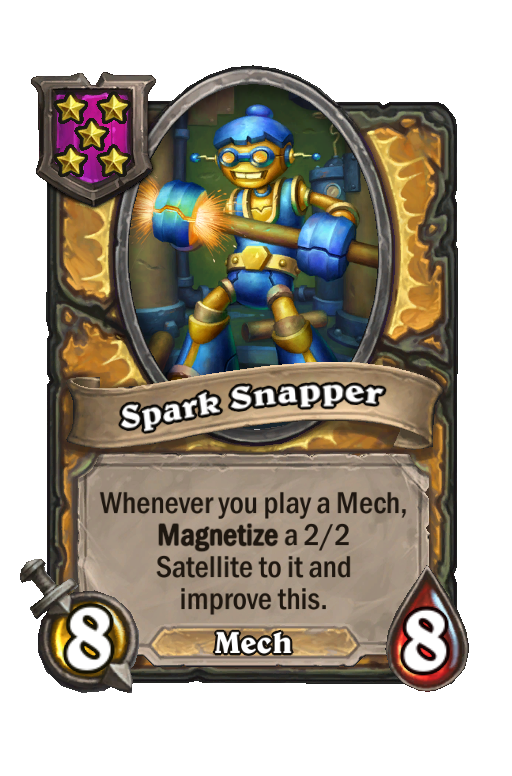 Spark Snapper
Whenever you play a Mech,
Magnetize a 2/2
Satellite to it and
improve this.
8
Mech
8